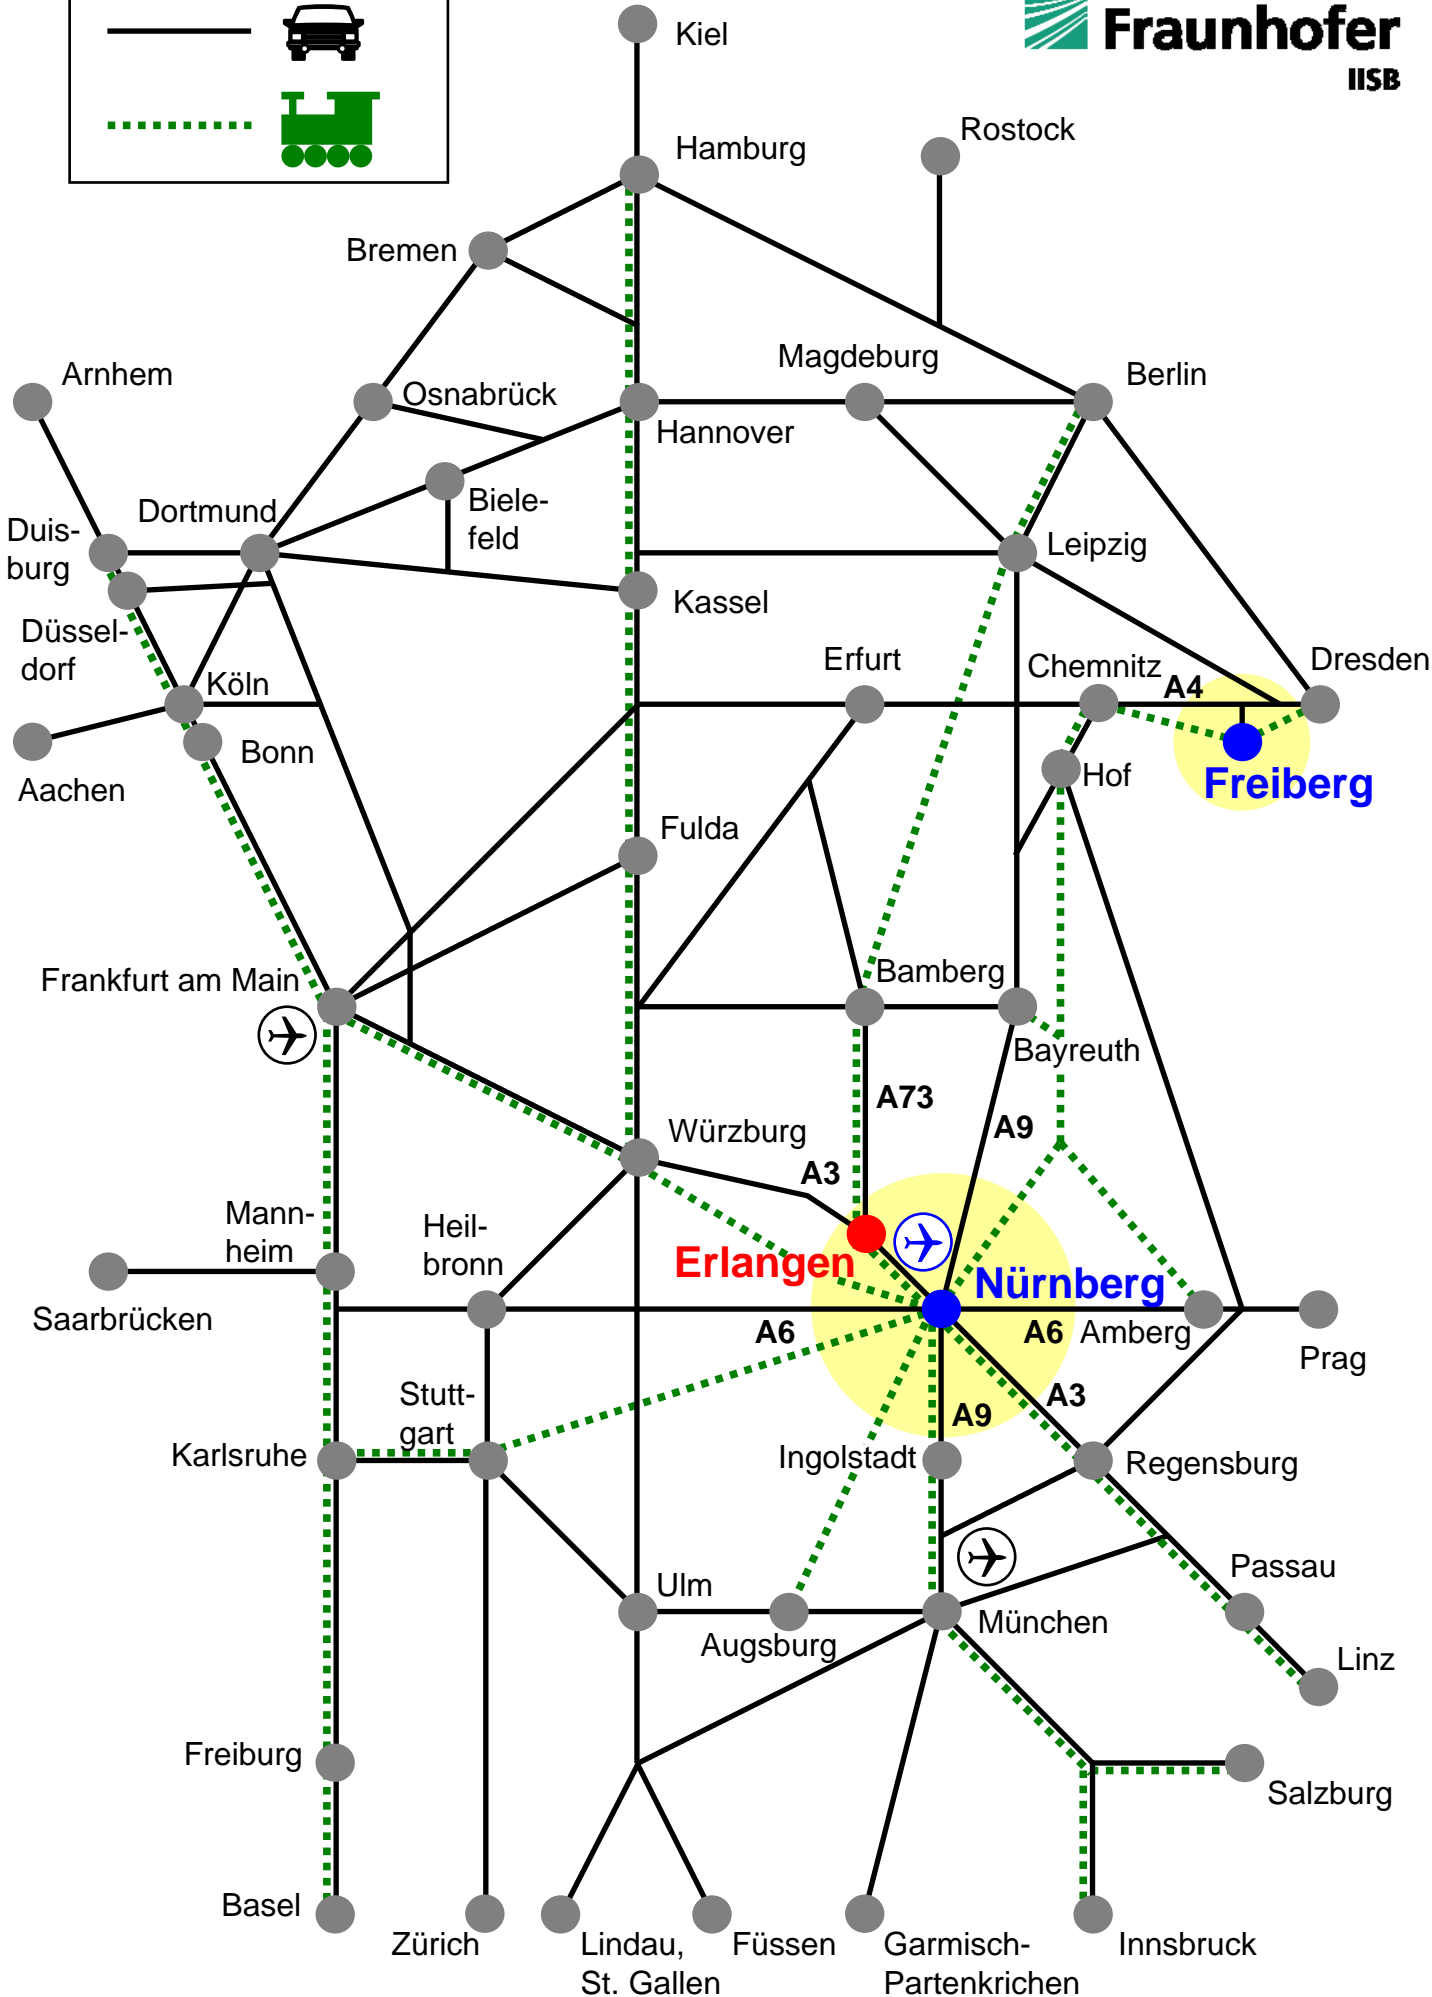 Fraunhofer
IISB
Kiel
Rostock
Hamburg
Bremen
Magdeburg
Arnhem
Berlin
Osnabrück
Hannover
Biele-
feld
Dortmund
Duis-
burg
Leipzig
Kassel
Düssel-
dorf
Erfurt
Chemnitz
Dresden
Köln
A4
Bonn
Aachen
Hof
Freiberg
Fulda
Frankfurt am Main
Bamberg
Bayreuth
A73
A9
Würzburg
A3
Mann-
heim
Heil-
bronn
Erlangen
Nürnberg
Saarbrücken
A6
A6
Amberg
Prag
Stutt-
gart
A3
A9
Karlsruhe
Ingolstadt
Regensburg
Passau
Ulm
Augsburg
München
Linz
Freiburg
Salzburg
Basel
Zürich
Lindau,
St. Gallen
Füssen
Garmisch-
Partenkrichen
Innsbruck